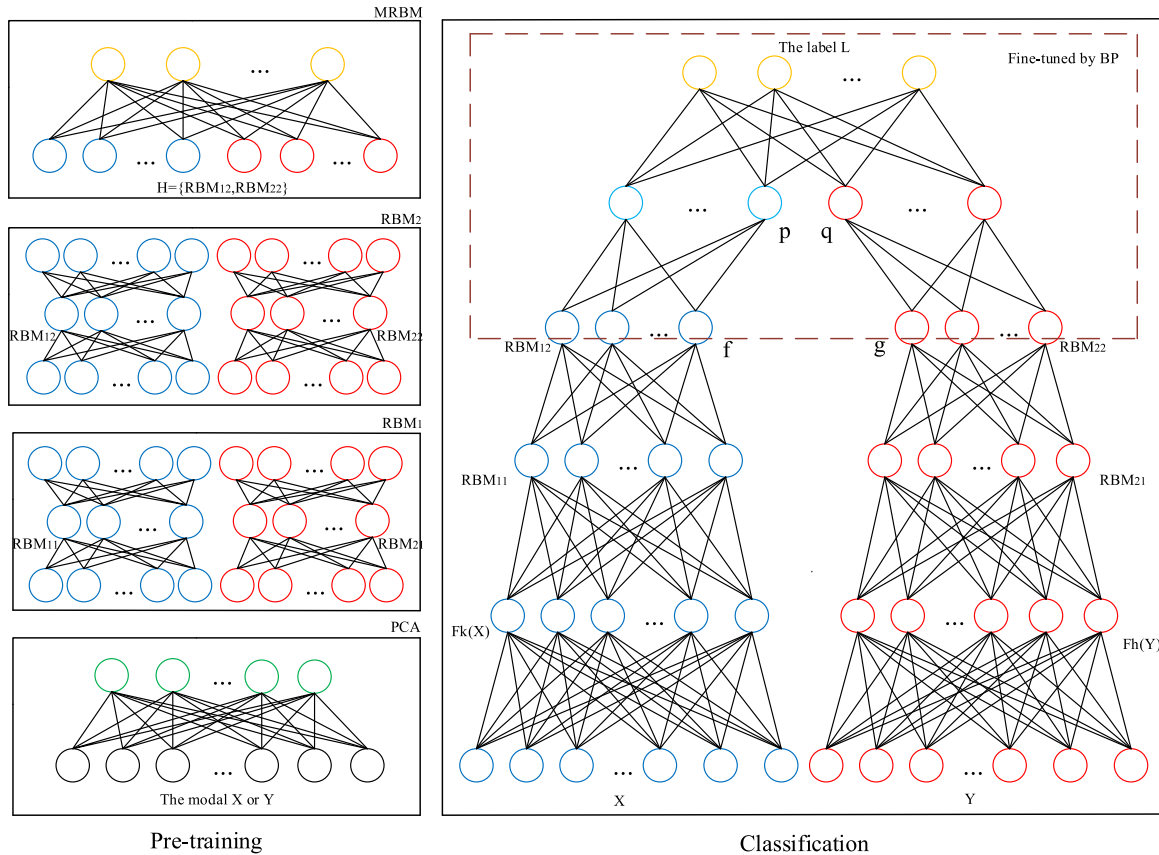 MRBM
...
... ...
H={RBM12,RBM22}
RBM2
... ...
RBM12 ... ... RBM22
... ...
RBM1
... ...
RBM11 ... ... RBM21
... ...
PCA
...
...
The modal X or Y
Pre-training
The label L
Fine-tuned by BP
...
... ...
p q
... ...
RBM12 f g RBM22
... ...
RBM11 RBM21
... ...
Fk(X) Fh(Y)
... ...
X Y
Classification